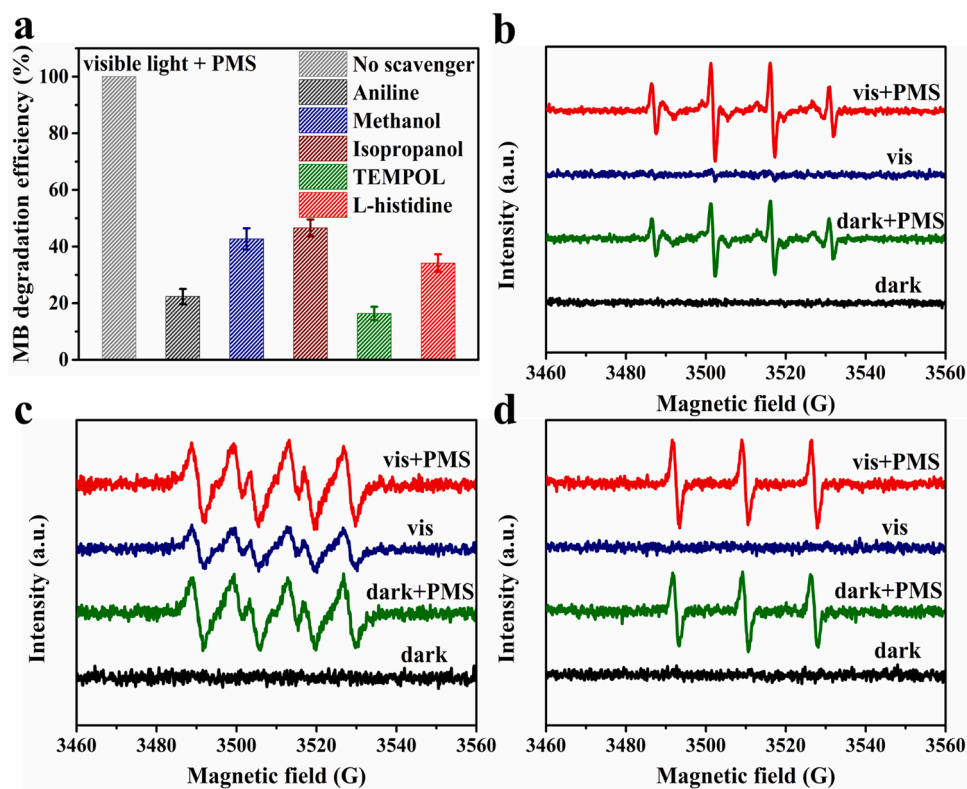 a
MB degradation efficiency (%)
100
80
60
40
20
0
visible light + PMS
No scavenger
Aniline
Methanol
Isopropanol
TEMPOL
L-histidine
b
Intensity (a.u.)
vis+PMS
vis
dark+PMS
dark
3460 3480 3500 3520 3540 3560
Magnetic field (G)
c
Intensity (a.u.)
vis+PMS
vis
dark+PMS
dark
3460 3480 3500 3520 3540 3560
Magnetic field (G)
d
Intensity (a.u.)
vis+PMS
vis
dark+PMS
dark
3460 3480 3500 3520 3540 3560
Magnetic field (G)